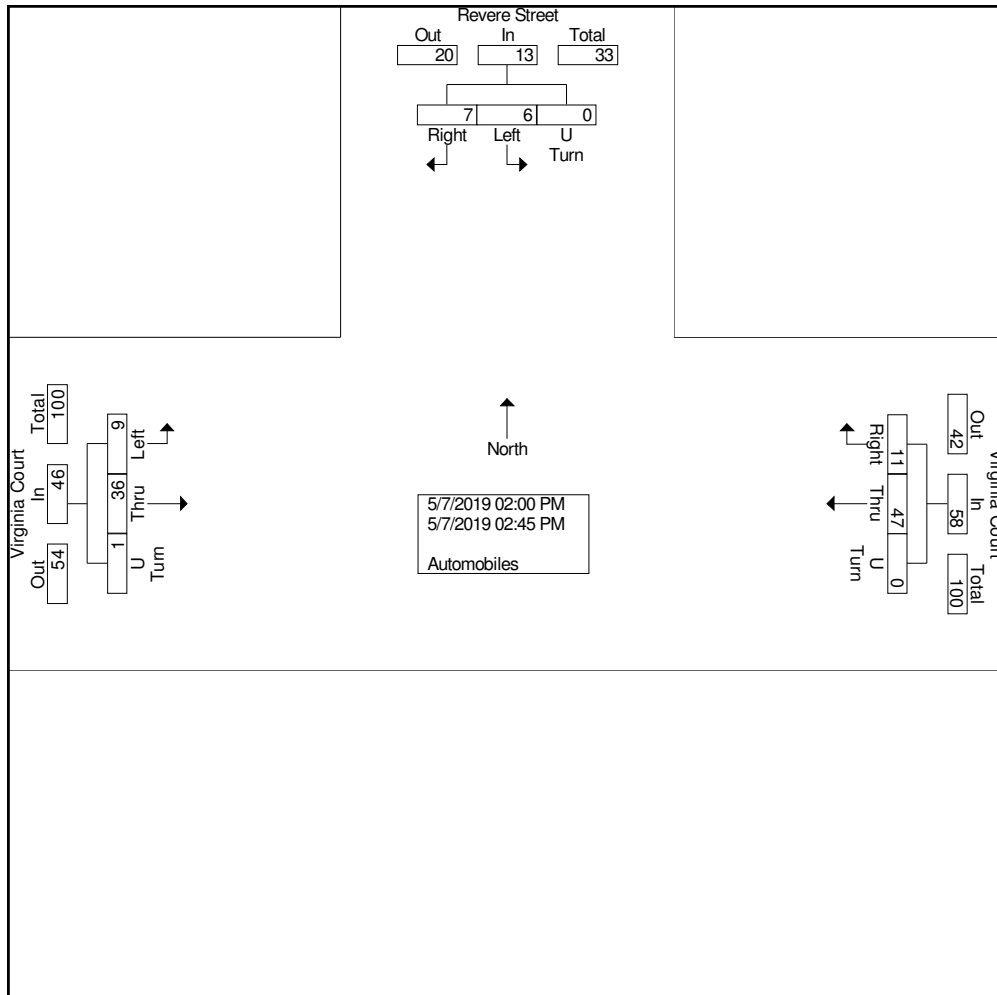 Revere Street
Out In Total
20 13 33
7 6 0
Right Left U
Turn
Virginia Court
Total In Out
100 46 54
9 36 1
Left Thru U
Turn
North
5/7/2019 02:00 PM
5/7/2019 02:45 PM
Automobiles
Right Thru U
Turn
11 47 0
Out In Total
42 58 100
Virginia Court